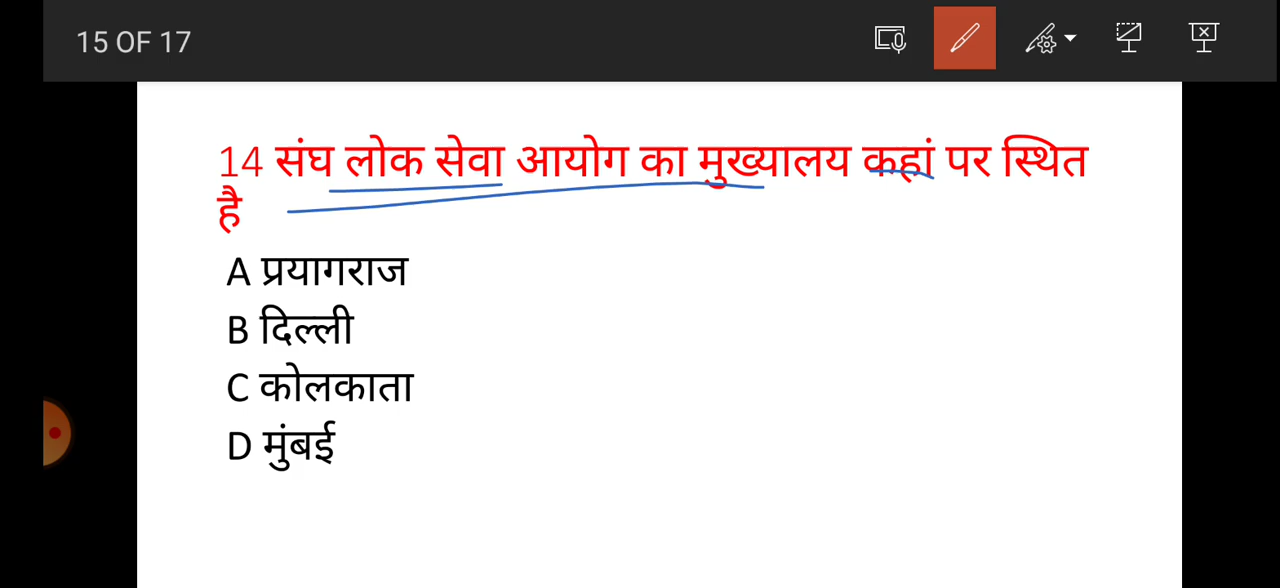 15 OF 17
14 संघ लोक सेवा आयोग का मुख्यालय कहां पर स्थित
है
A प्रयागराज
B दिल्ली
C कोलकाता
D मुंबई